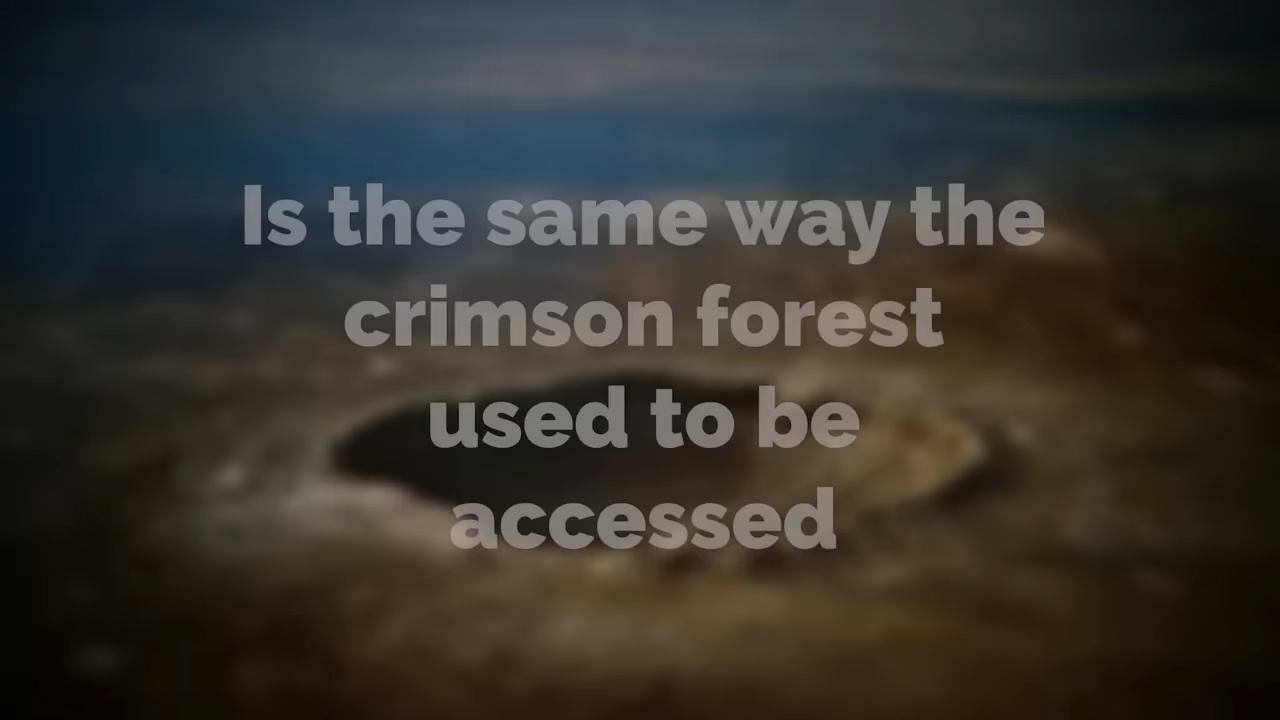 Is the same way the
crimson forest
used to be
accessed